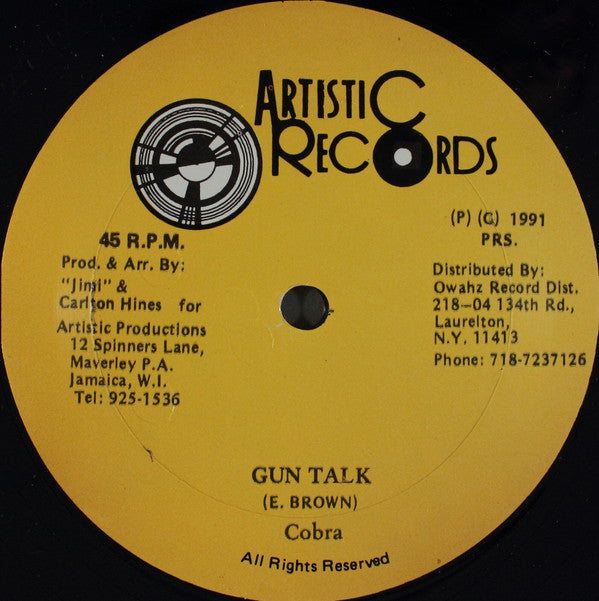 ARTISTIC
RECORDS
45 R.P.M.
Prod. & Arr. By:
"Jimi" &
Carlton Hines for
Artistic Productions
12 Spinners Lane,
Maverley P.A.
Jamaica, W.I.
Tel: 925-1536
(P) (C) 1991
PRS.
Distributed By:
Owahz Record Dist.
218-04 134th Rd.,
Laurelton,
N.Y. 11413
Phone: 718-7237126
GUN TALK
(E. BROWN)
Cobra
All Rights Reserved